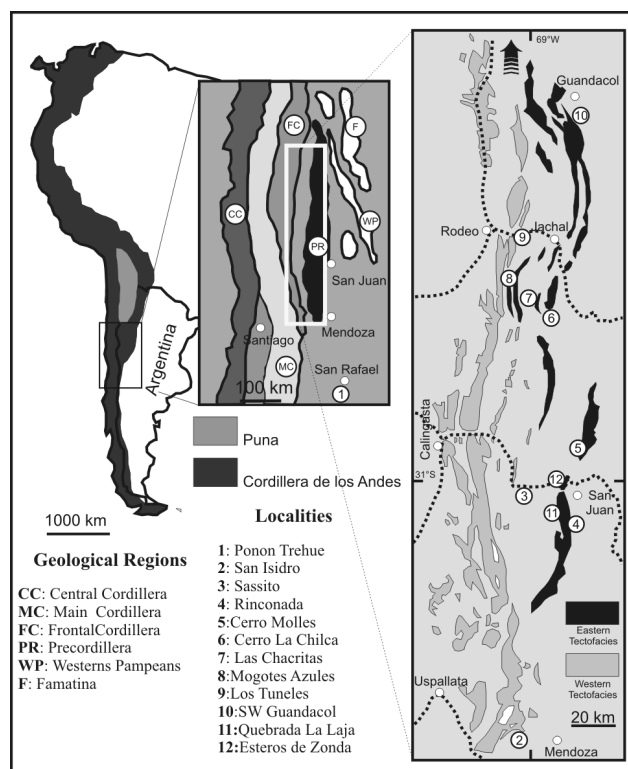 Argentina
Puna
Cordillera de los Andes
1000 km
FC
F
CC
WP
PR
San Juan
Santiago
Mendoza
MC
San Rafael
100 km
1
Geological Regions
CC: Central Cordillera
MC: Main Cordillera
FC: FrontalCordillera
PR: Precordillera
WP: Westerns Pampeans
F: Famatina
Localities
1: Ponon Trehue
2: San Isidro
3: Sassito
4: Rinconada
5:Cerro Molles
6: Cerro La Chilca
7: Las Chacritas
8:Mogotes Azules
9:Los Tuneles
10:SW Guandacol
11:Quebrada La Laja
12:Esteros de Zonda
69°W
Guandacol
10
Rodeo
9
Jachal
8
7
6
Calingasta
5
31°S
12
3
San
Juan
11
4
Eastern
Tectofacies
Western
Tectofacies
Uspallata
20 km
2
Mendoza